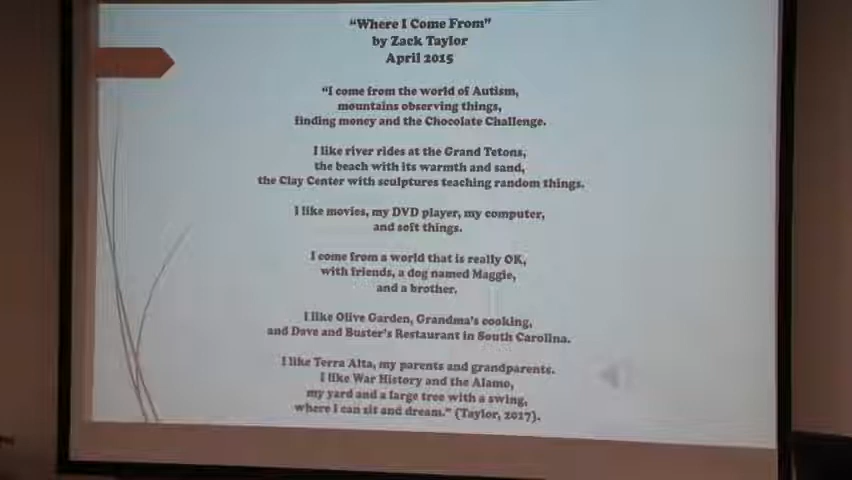 "Where I Come From"
by Zack Taylor
April 2015
"I come from the world of Autism,
mountains observing things,
finding money and the Chocolate Challenge.
I like river rides at the Grand Tetons,
the beach with its warmth and sand,
the Clay Center with sculptures teaching random things.
I like movies, my DVD player, my computer,
and soft things.
I come from a world that is really OK,
with friends, a dog named Maggie,
and a brother.
I like Olive Garden, Grandma's cooking,
and Dave and Buster's Restaurant in South Carolina.
I like Terra Alta, my parents and grandparents.
I like War History and the Alamo,
my yard and a large tree with a swing,
where I can sit and dream." (Taylor, 2017).